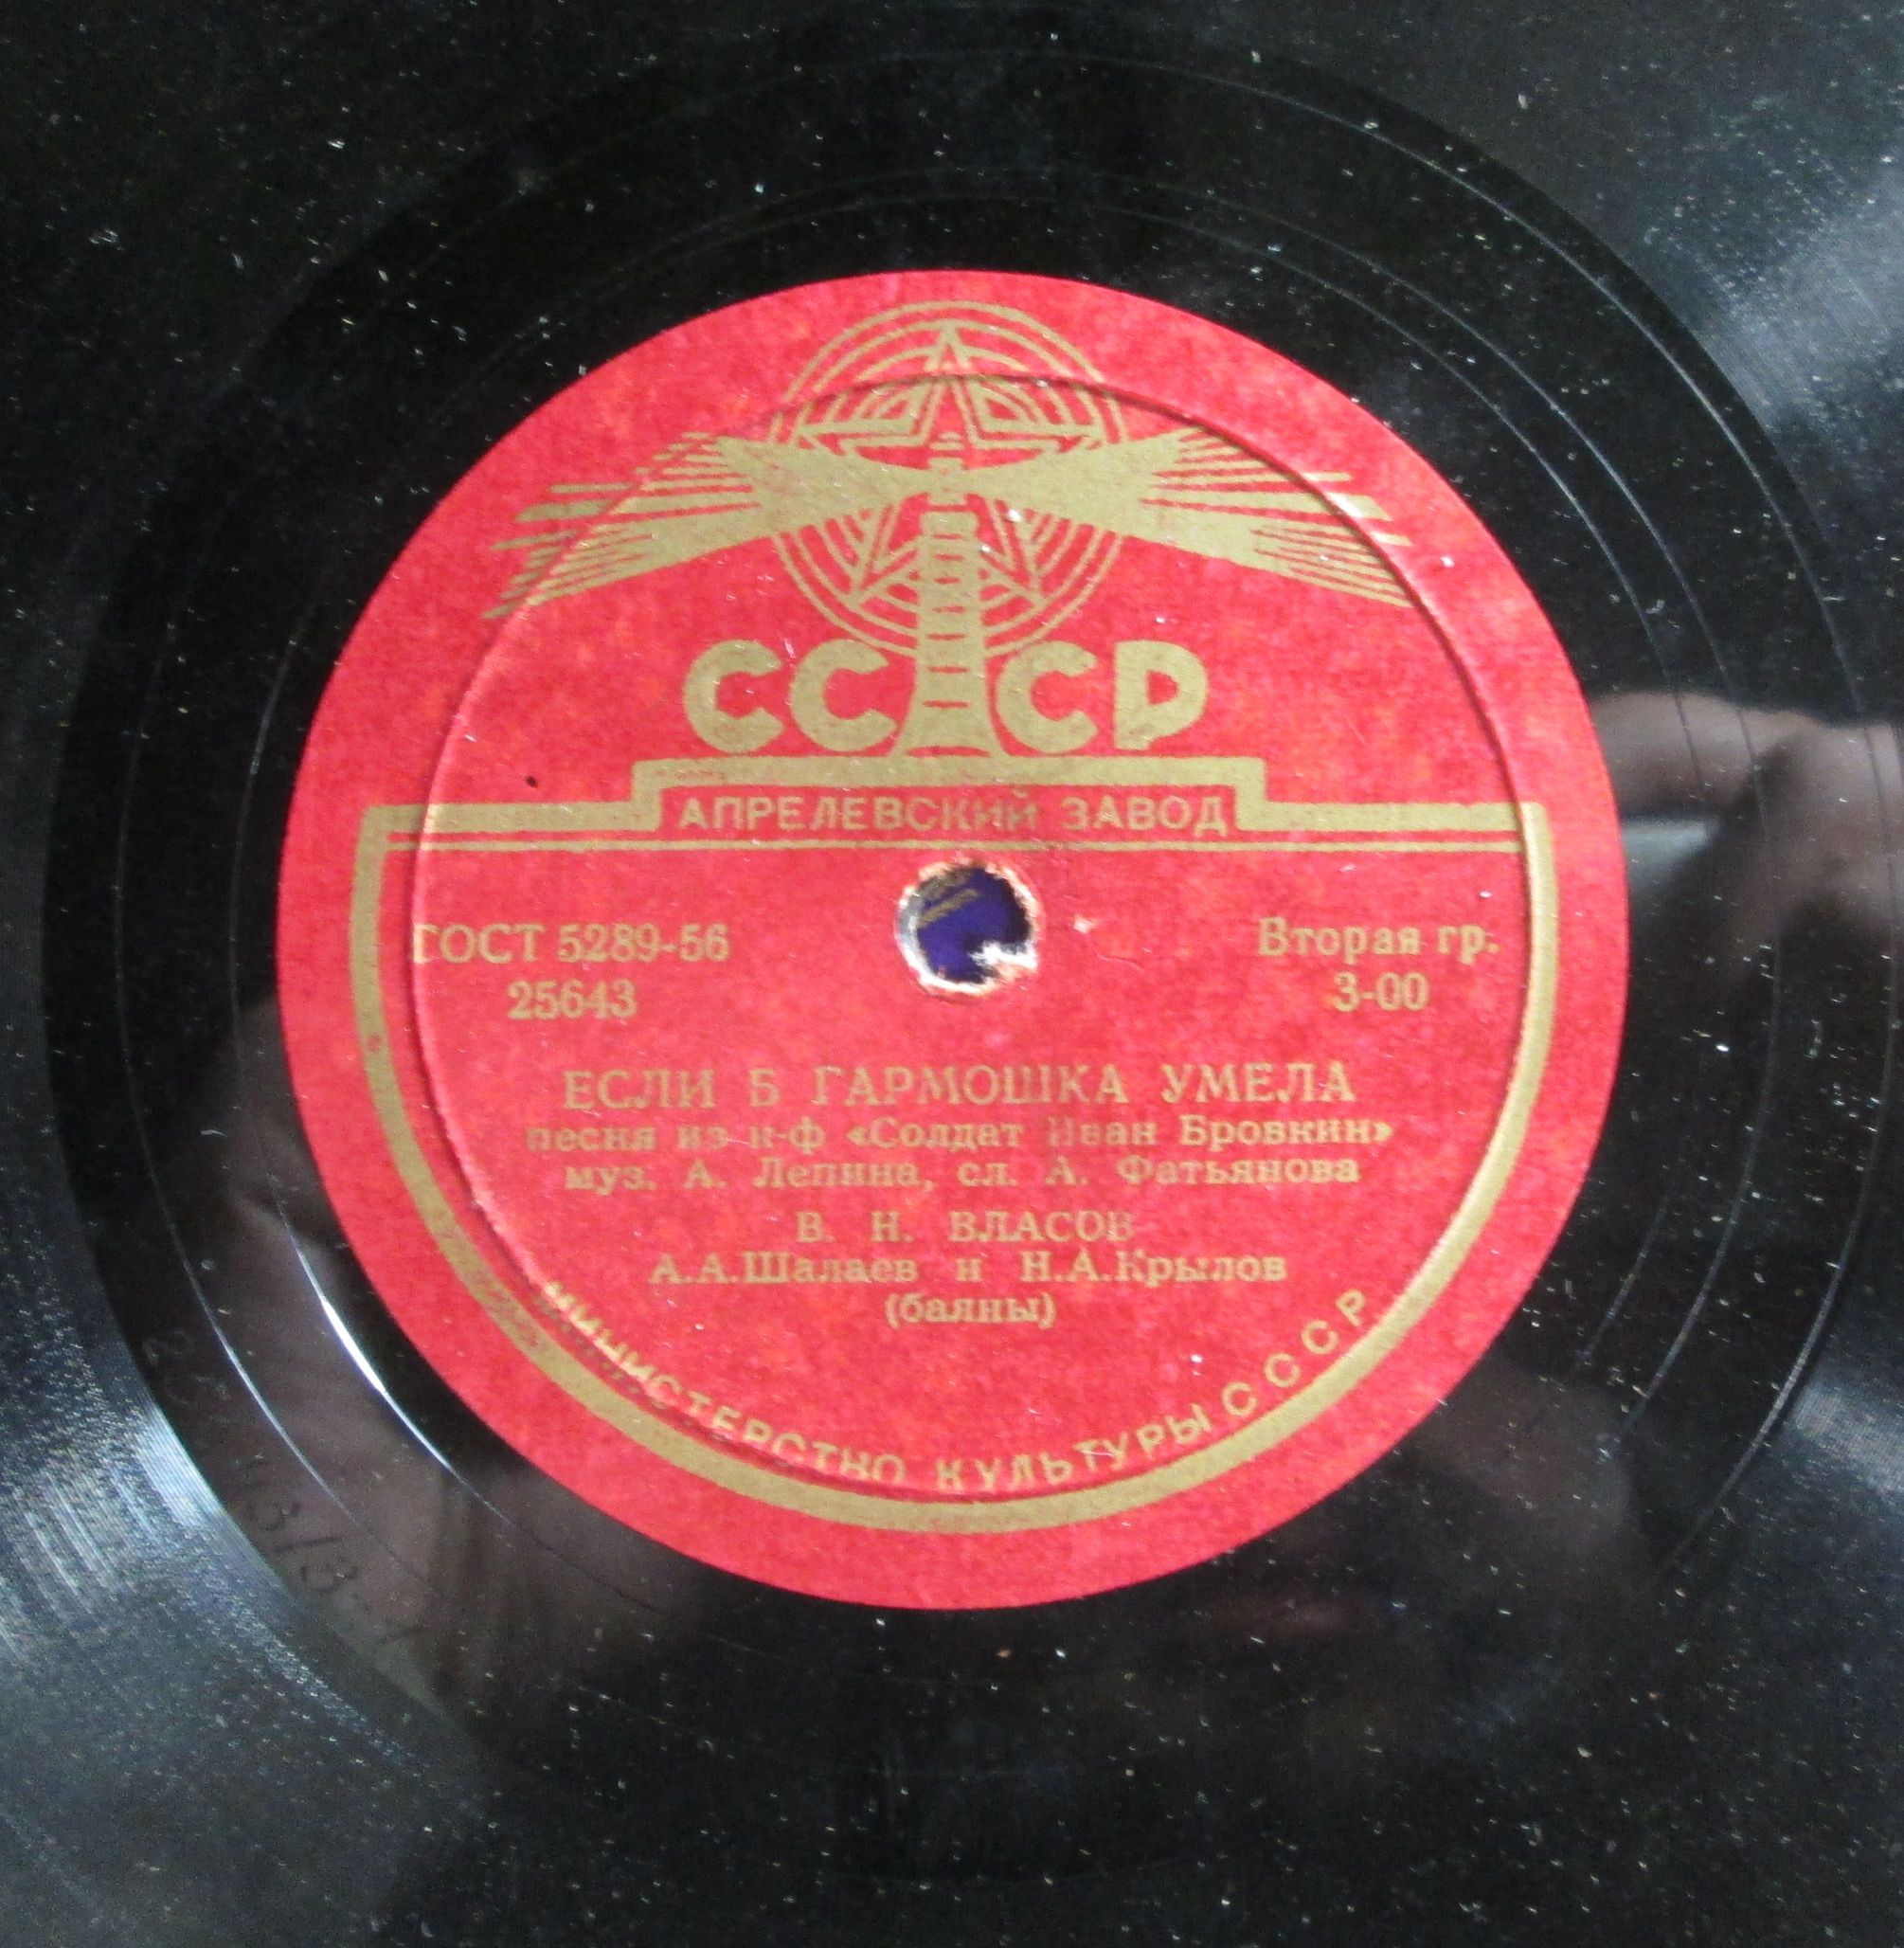 СССР
АПРЕЛЕВСКИЙ ЗАВОД
ГОСТ 5289-56
25643
Вторая гр.
3-00
ЕСЛИ Б ГАРМОШКА УМЕЛА
песня из к-ф «Солдат Иван Бровкин»
муз. А. Лепина, сл. А. Фатьянова
В. Н. ВЛАСОВ
А.А.Шалаев и Н.А.Крылов
(баяны)
МИНИСТЕРСТВО КУЛЬТУРЫ СССР